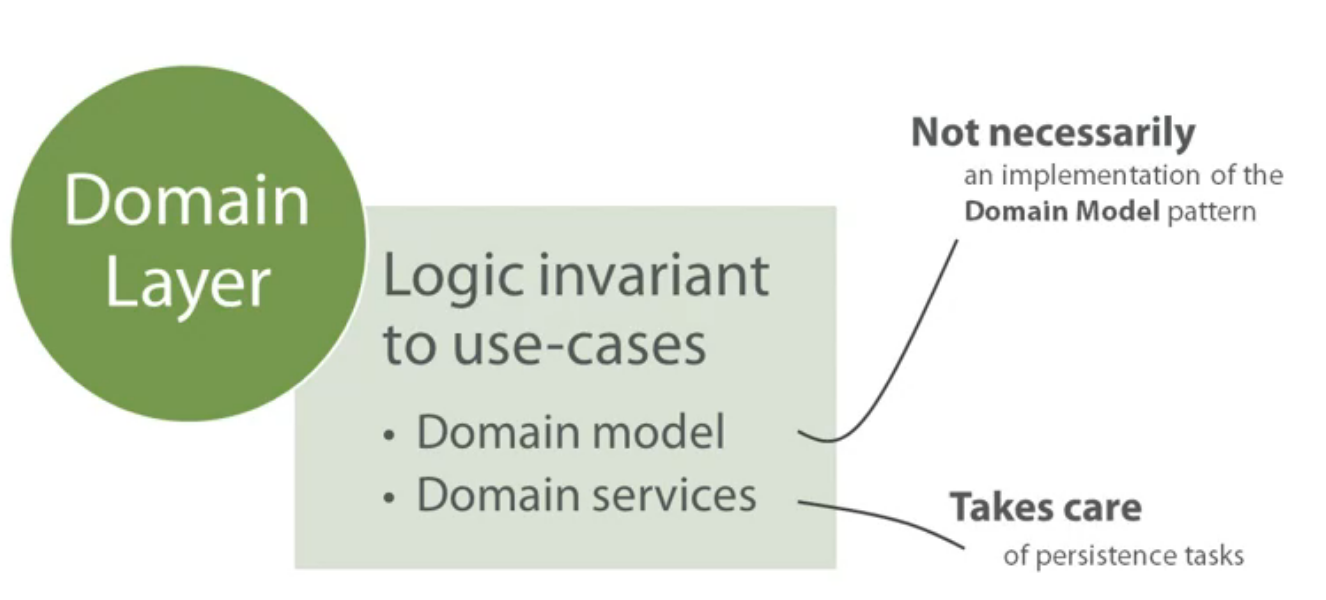 Domain
Layer
Logic invariant
to use-cases
• Domain model
• Domain services
Not necessarily
an implementation of the
Domain Model pattern
Takes care
of persistence tasks